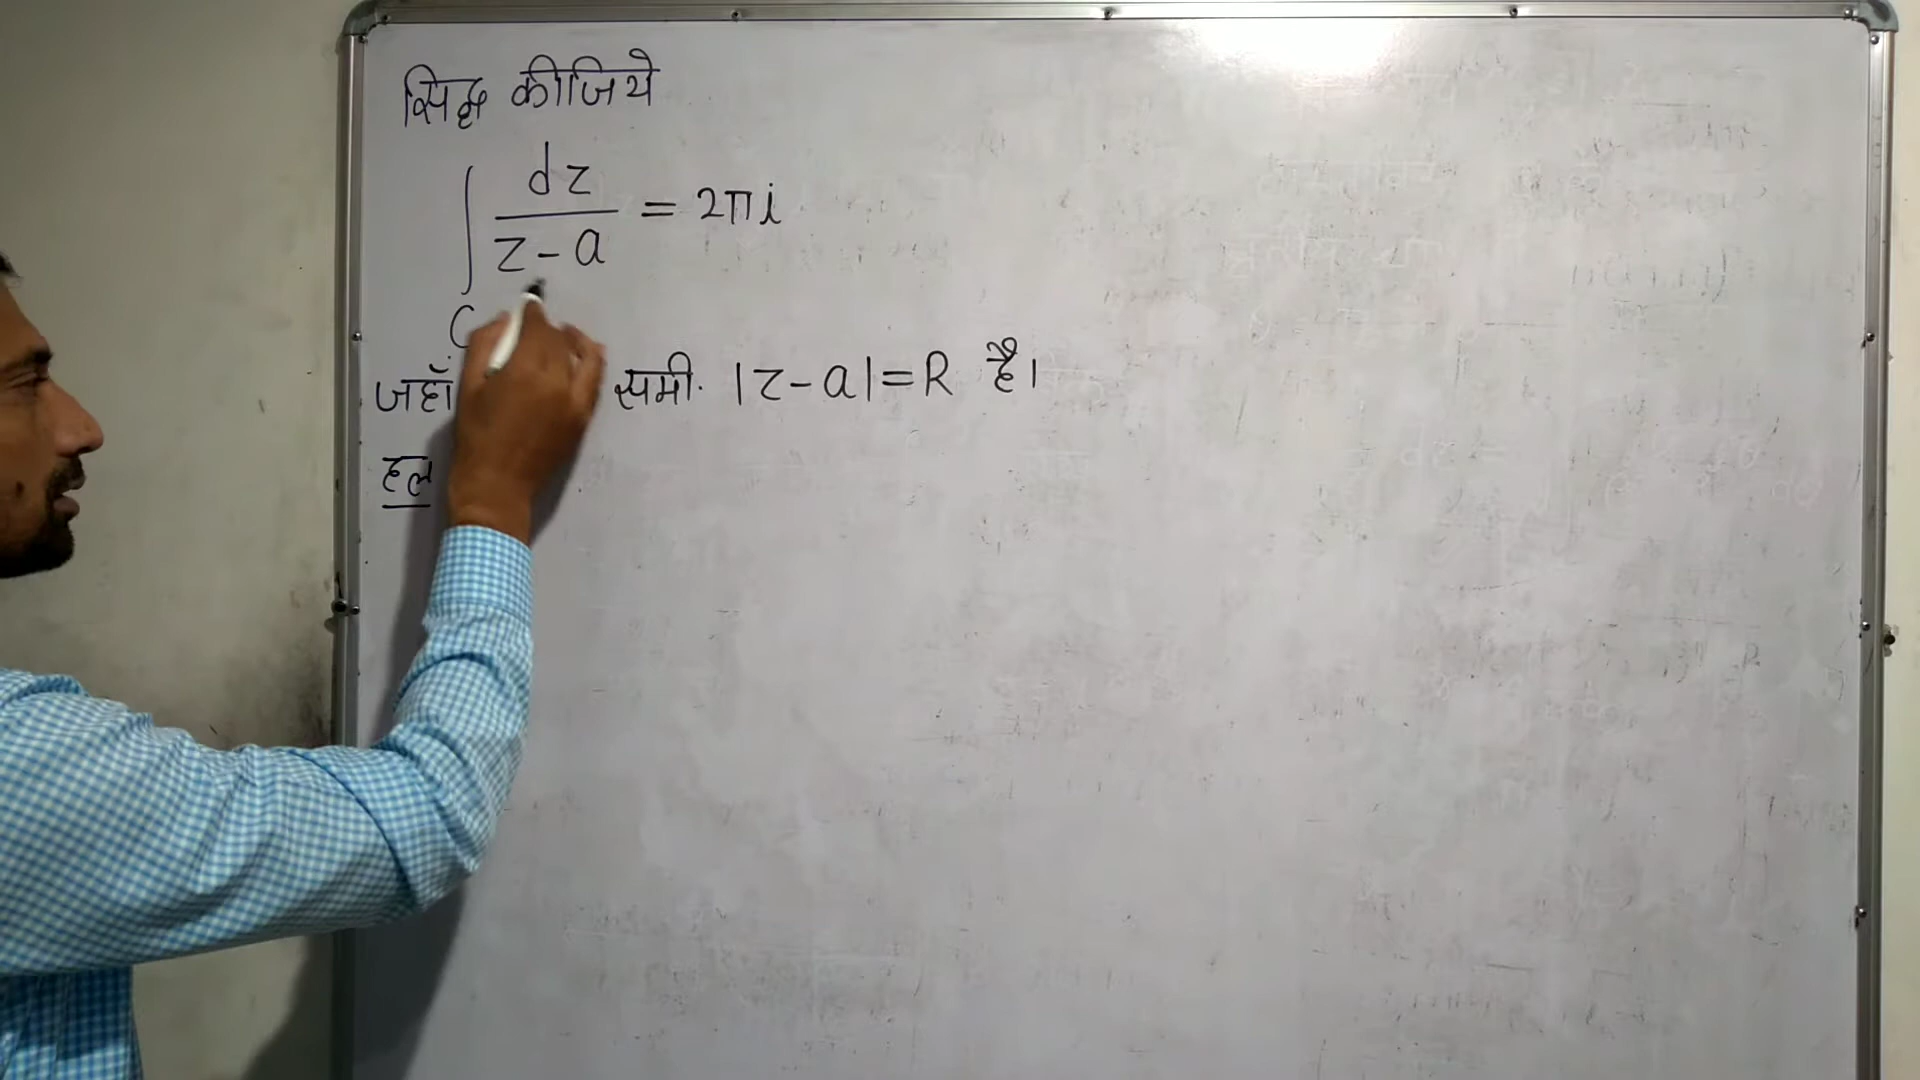 सिद्ध कीजिये
∫ dz / z-a = 2πi
C
जहाँ समी. |z-a|=R है।
हल